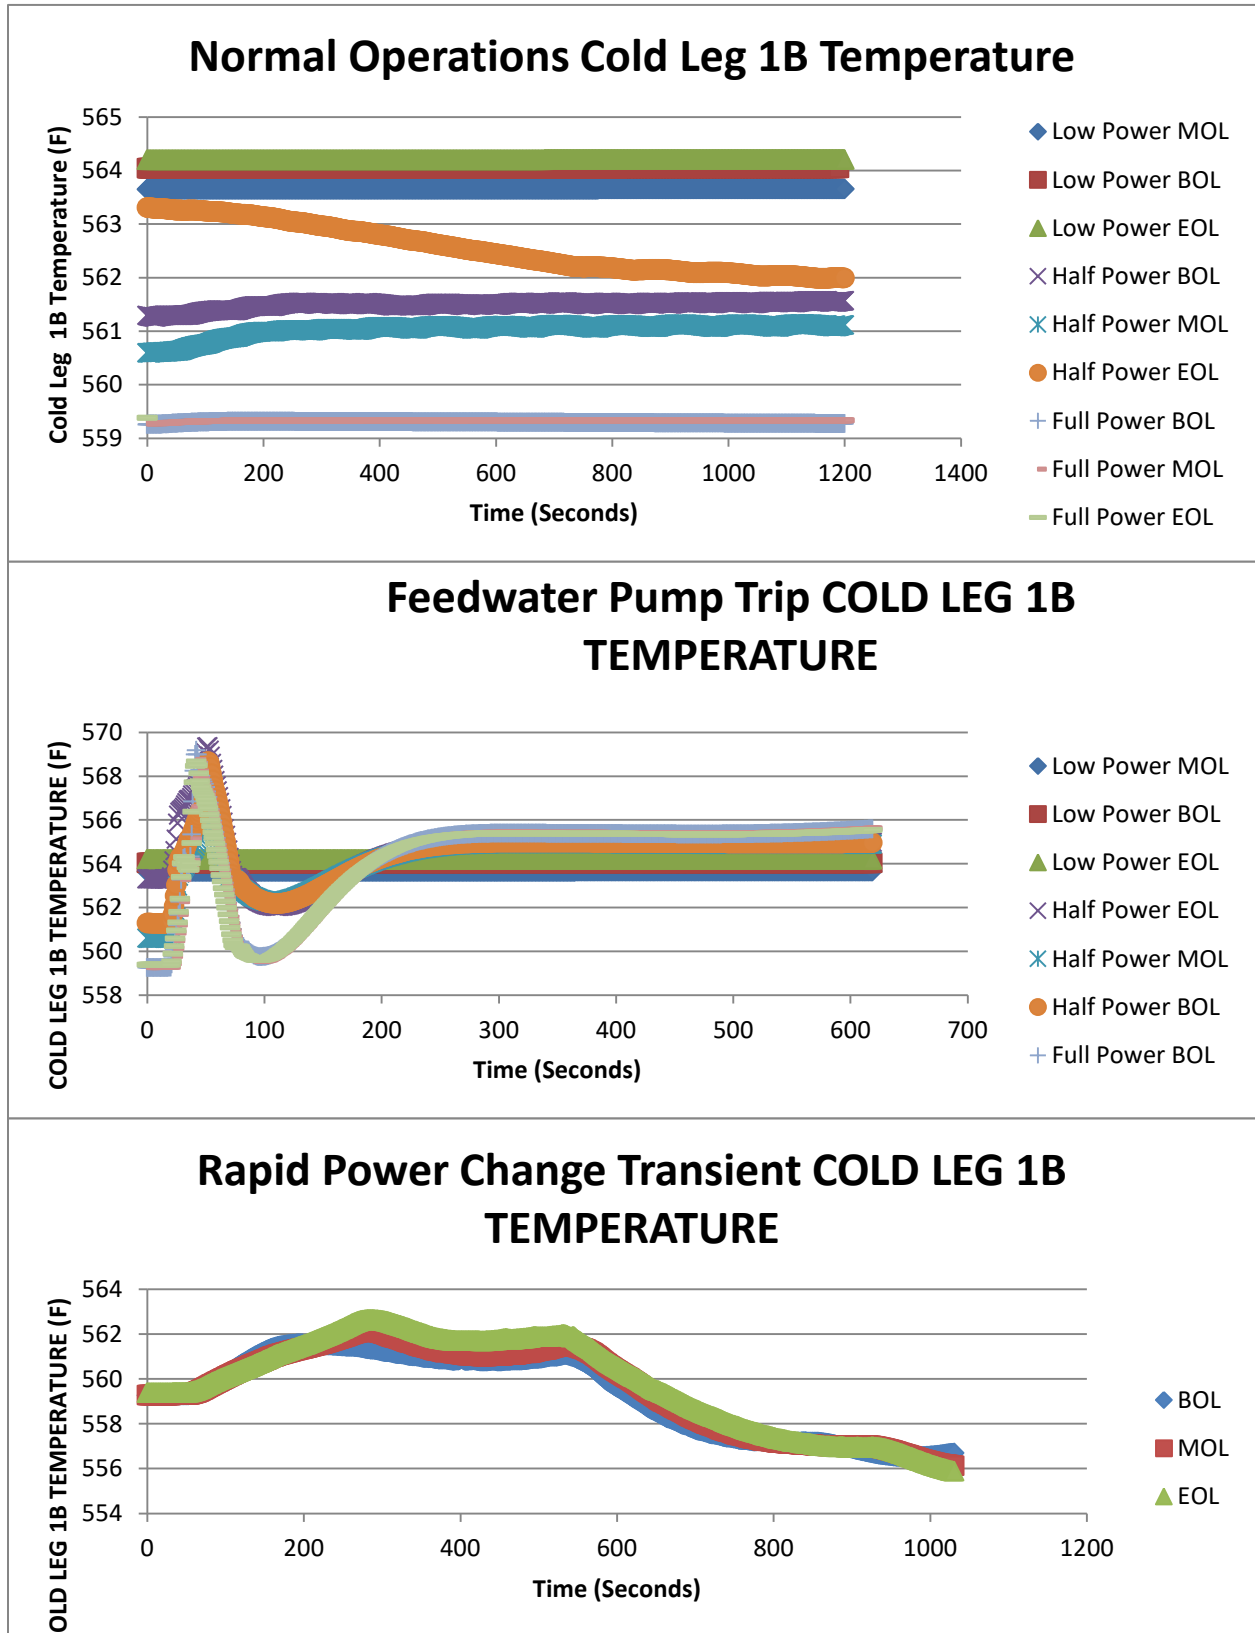 Normal Operations Cold Leg 1B Temperature
Cold Leg 1B Temperature (F)
565
564
563
562
561
560
559
0 200 400 600 800 1000 1200 1400
Time (Seconds)
Low Power MOL
Low Power BOL
Low Power EOL
Half Power BOL
Half Power MOL
Half Power EOL
Full Power BOL
Full Power MOL
Full Power EOL
Feedwater Pump Trip COLD LEG 1B
TEMPERATURE
COLD LEG 1B TEMPERATURE (F)
570
568
566
564
562
560
558
0 100 200 300 400 500 600 700
Time (Seconds)
Low Power MOL
Low Power BOL
Low Power EOL
Half Power EOL
Half Power MOL
Half Power BOL
Full Power BOL
Rapid Power Change Transient COLD LEG 1B
TEMPERATURE
OLD LEG 1B TEMPERATURE (F)
564
562
560
558
556
554
0 200 400 600 800 1000 1200
Time (Seconds)
BOL
MOL
EOL